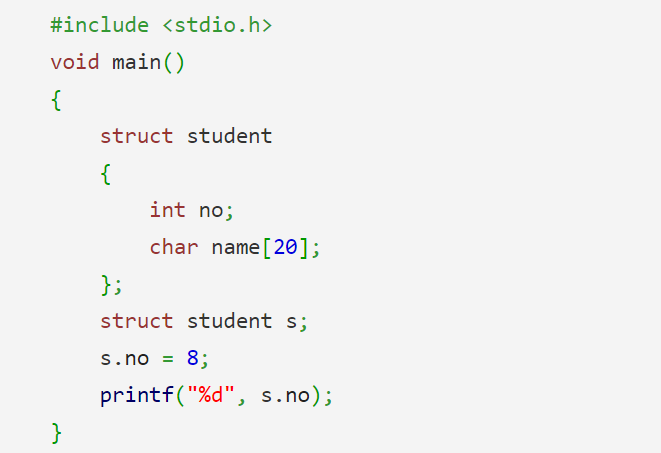 #include <stdio.h>
void main()
{
    struct student
    {
        int no;
        char name[20];
    };
    struct student s;
    s.no = 8;
    printf("%d", s.no);
}